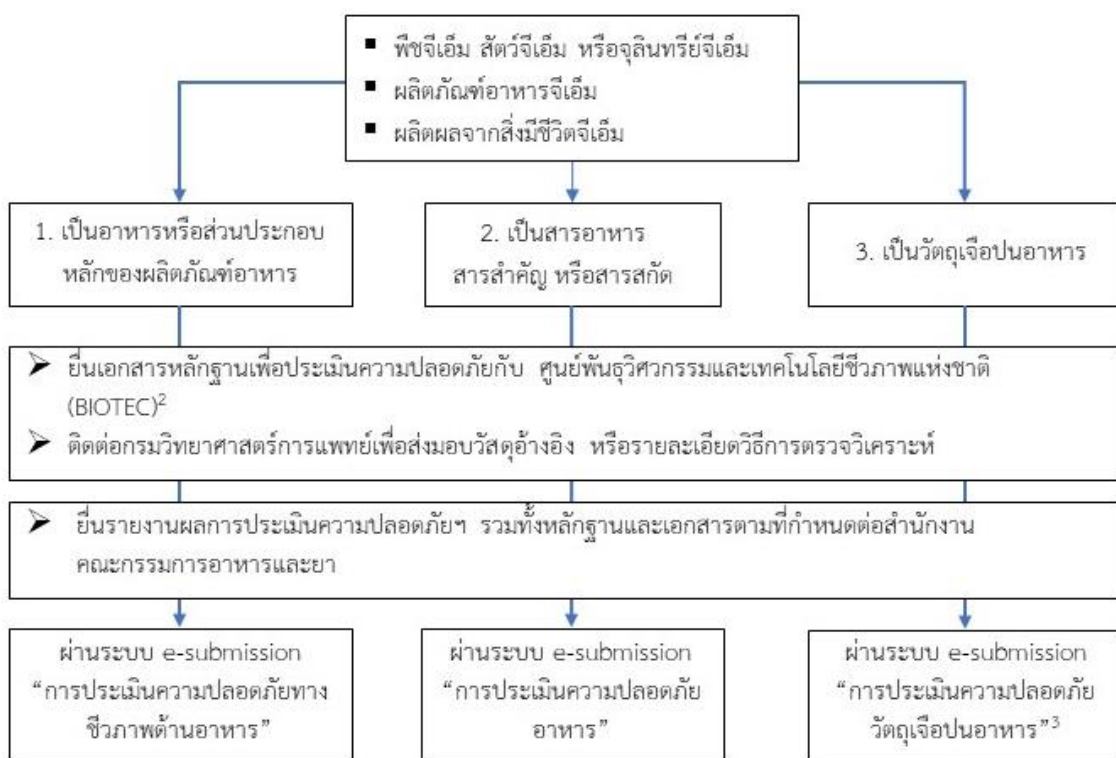 ▪ พืชจีเอ็ม สัตว์จีเอ็ม หรือจุลินทรีย์จีเอ็ม
▪ ผลิตภัณฑ์อาหารจีเอ็ม
▪ ผลิตผลจากสิ่งมีชีวิตจีเอ็ม
1. เป็นอาหารหรือส่วนประกอบ
หลักของผลิตภัณฑ์อาหาร
2. เป็นสารอาหาร
สารสำคัญ หรือสารสกัด
3. เป็นวัตถุเจือปนอาหาร
➤ ยื่นเอกสารหลักฐานเพื่อประเมินความปลอดภัยกับ ศูนย์พันธุวิศวกรรมและเทคโนโลยีชีวภาพแห่งชาติ
(BIOTEC)²
➤ ติดต่อกรมวิทยาศาสตร์การแพทย์เพื่อส่งมอบวัสดุอ้างอิง หรือรายละเอียดวิธีการตรวจวิเคราะห์
➤ ยื่นรายงานผลการประเมินความปลอดภัยฯ รวมทั้งหลักฐานและเอกสารตามที่กำหนดต่อสำนักงาน
คณะกรรมการอาหารและยา
ผ่านระบบ e-submission
“การประเมินความปลอดภัยทาง
ชีวภาพด้านอาหาร”
ผ่านระบบ e-submission
“การประเมินความปลอดภัย
อาหาร”
ผ่านระบบ e-submission
“การประเมินความปลอดภัย
วัตถุเจือปนอาหาร”³